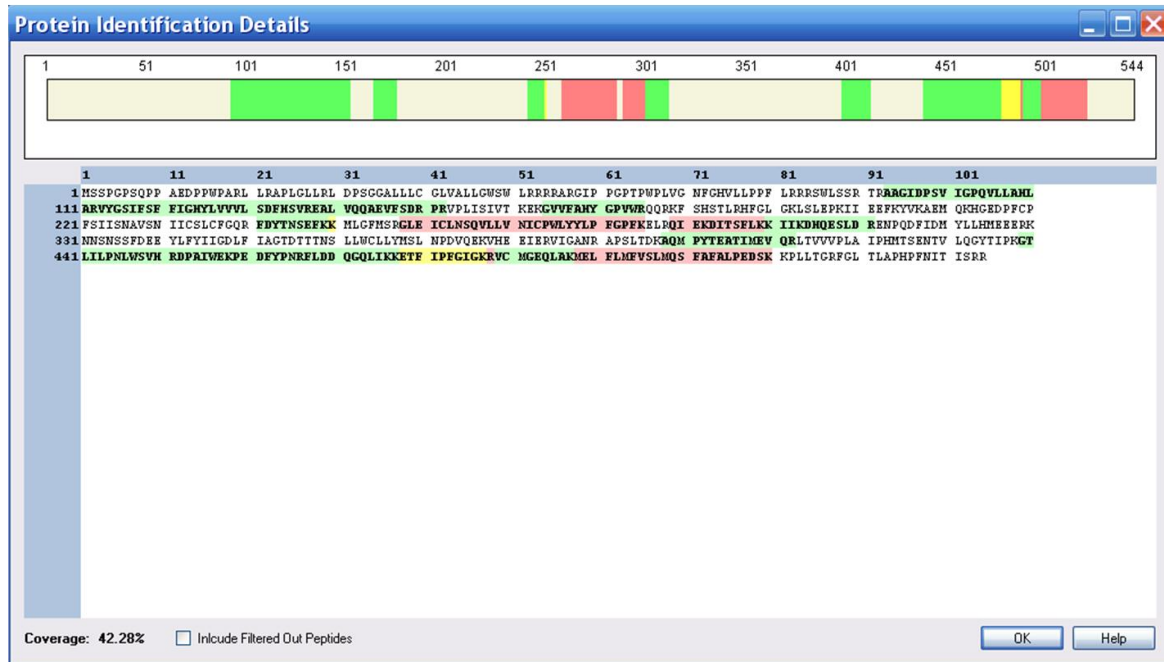 Protein Identification Details
1 51 101 151 201 251 301 351 401 451 501 544
1 11 21 31 41 51 61 71 81 91 101
1 MSSPGPSQPP AEDPPWPARL LRAPLGLLRL DPSGGALLLC GLVALLGWSW LRRRRARGIP PGPTPWPLVG NFGHVLLPPF LRRRSWLSSR TRAAGIDPSV IGPQVLLAHL
111 ARVYGSIFSF FIGHYLVVVL SDFHSVREAL VQQAEVFSDR PRVPLISIVT KEKGVVFAHY GPVWRQQRKF SHSTLRHFGL GKLSLEPKII EEFKYVKAEM QKHGEDPFCP
221 FSIISNAVSN IICSLCFGQR FDYTNSEFKK MLGFMSRGLE ICLNSQVLLV NICPWLYYLP FGPFKELRQI EKDITSFLKK IIKDHQESLD RENPQDFIDM YLLHMEEERK
331 NNSNSSFDEE YLFYIIGDLF IAGTDTTTNS LLWCLLYMSL NPDVQEKVHE EIERVIGANR APSLTDKAQM PYTEATIMEV QRLTVVVPLA IPHMTSENTV LQGYTIPKGT
441 LILPNLWSVH RDPAIWEKPE DFYPNRFLDD QGQLIKKETF IPFGIGKRVC MGEQLAKMEL FLMFVSLMQS FAFALPEDSK KPLLTGRFGL TLAPHPFNIT ISRR
Coverage: 42.28% Inlcude Filtered Out Peptides OK Help